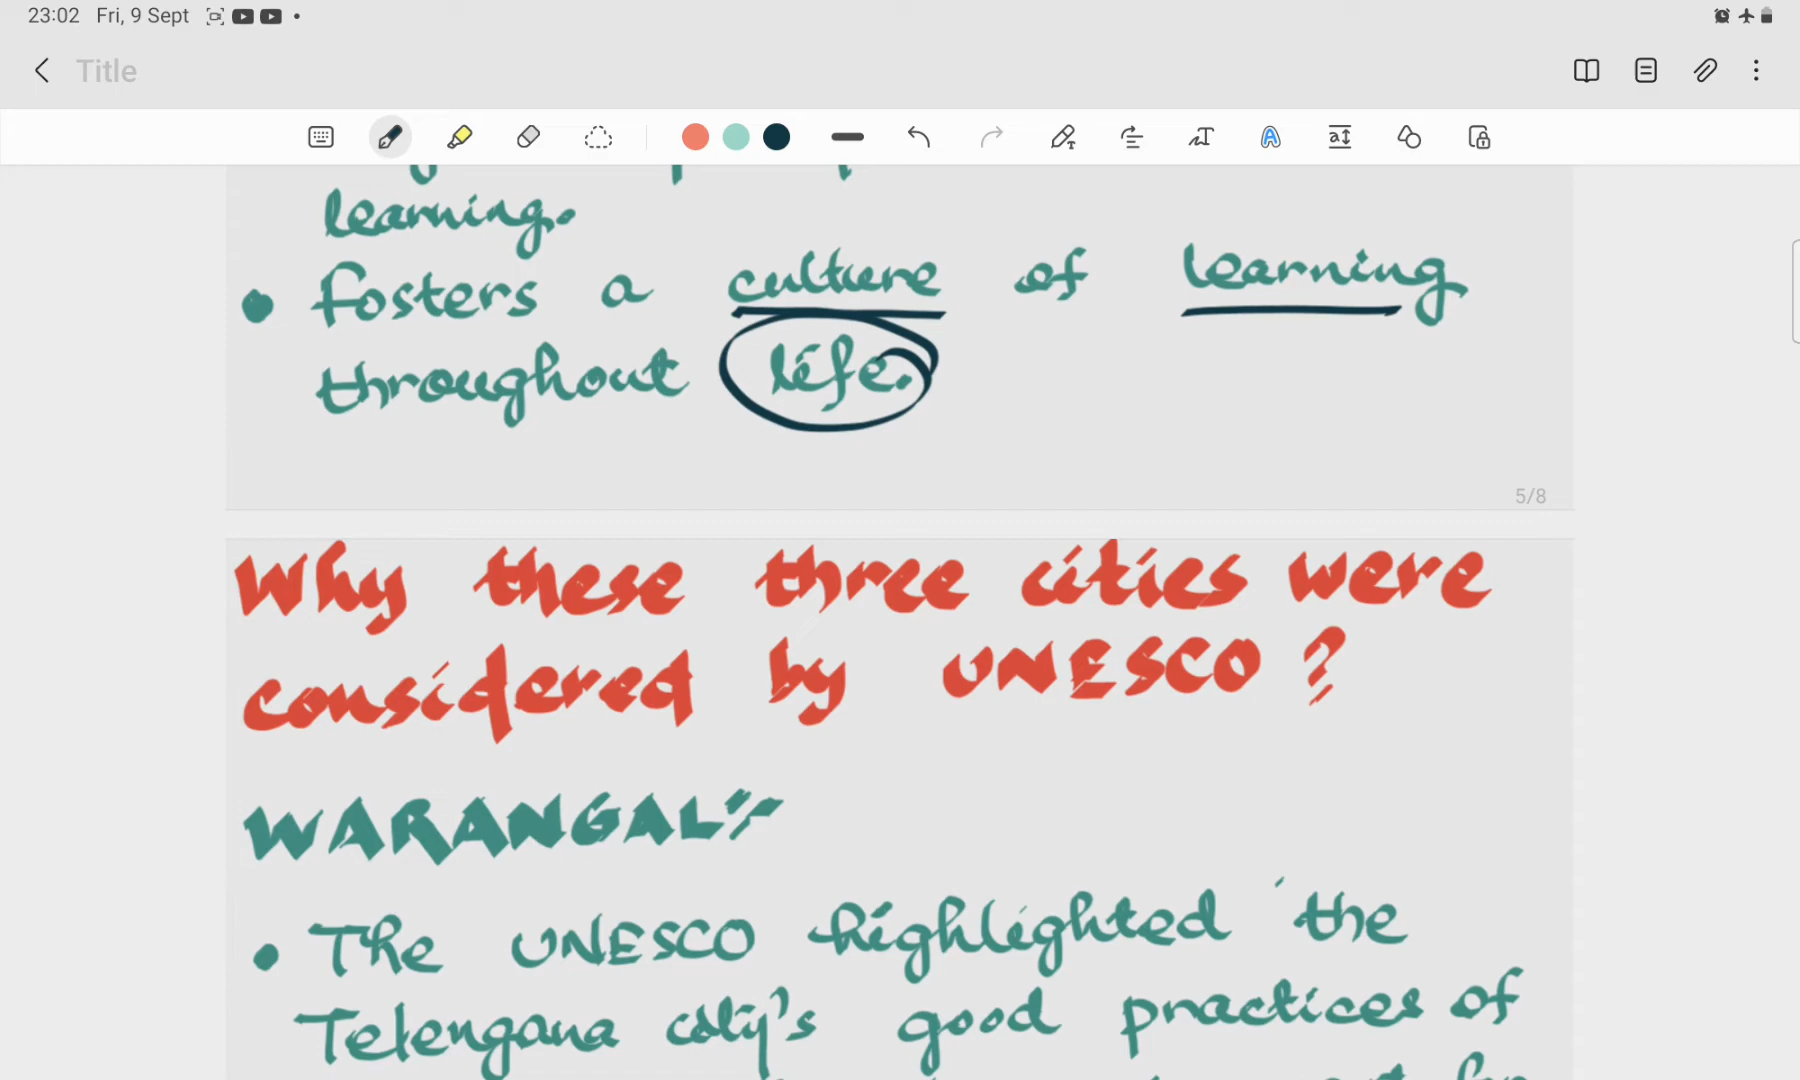 23:02 Fri, 9 Sept
Title
learning.
• Fosters a culture of learning
throughout life.
5/8
Why these three cities were
considered by UNESCO?
WARANGAL:-
• The UNESCO highlighted the
Telengana city's good practices of